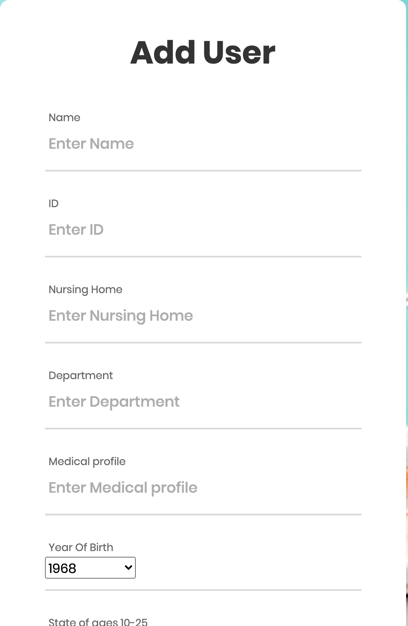 Add User
Name
Enter Name
ID
Enter ID
Nursing Home
Enter Nursing Home
Department
Enter Department
Medical profile
Enter Medical profile
Year Of Birth
1968
State of ages 10-25